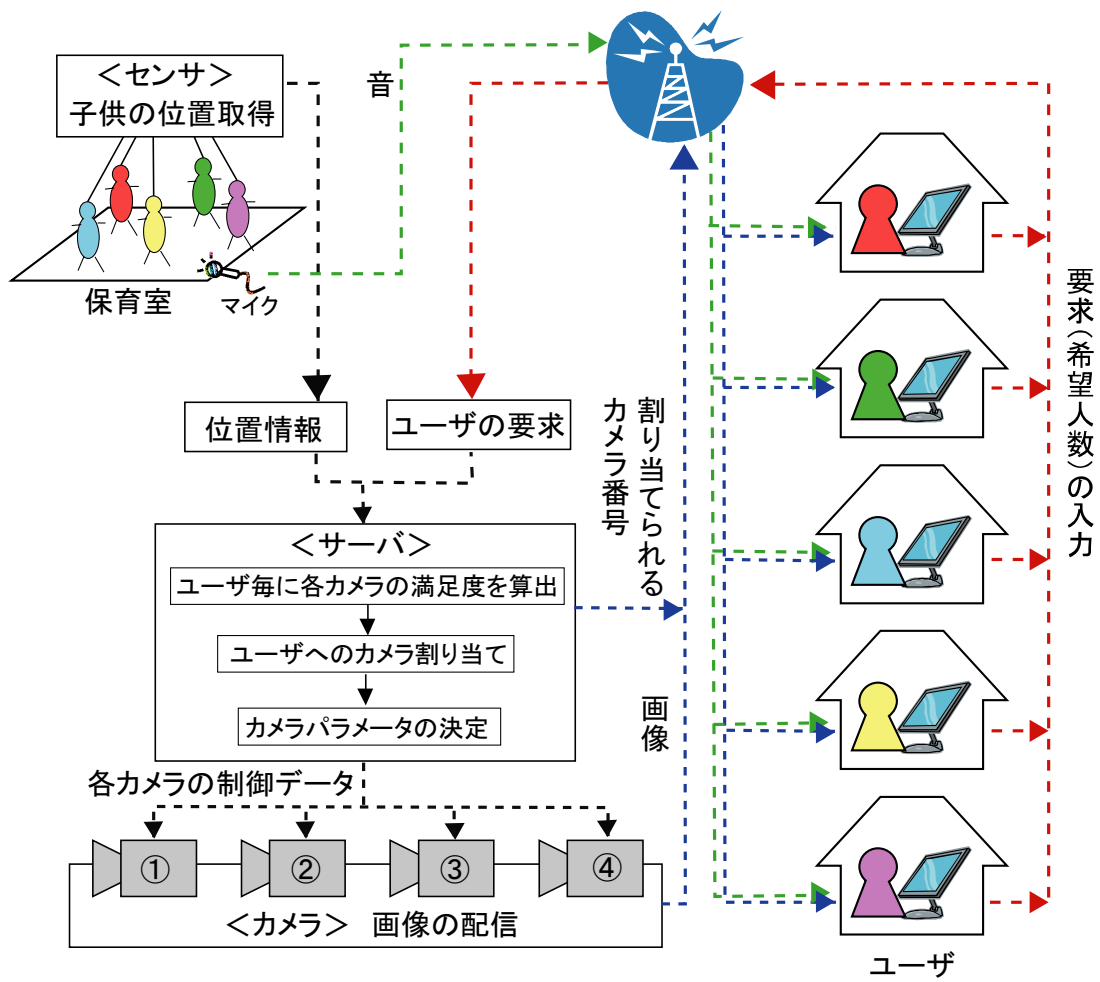 ＜センサ＞
子供の位置取得
音
保育室
マイク
位置情報
ユーザの要求
割り当てられる
カメラ番号
要求(希望人数)の入力
＜サーバ＞
ユーザ毎に各カメラの満足度を算出
ユーザへのカメラ割り当て
カメラパラメータの決定
画像
各カメラの制御データ
①
②
③
④
＜カメラ＞ 画像の配信
ユーザ